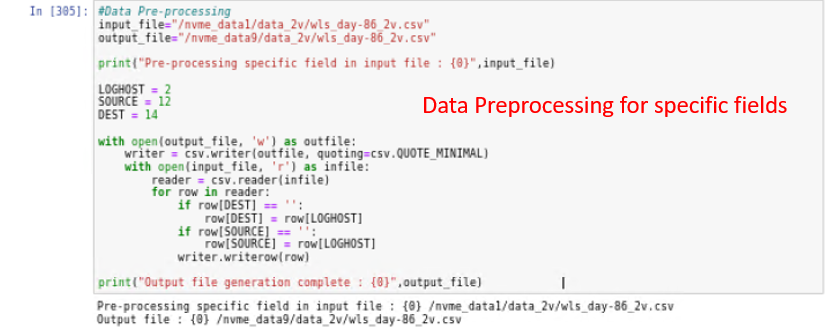 In [305]: #Data Pre-processing
input_file="/nvme_data1/data_2v/wls_day-86_2v.csv"
output_file="/nvme_data9/data_2v/wls_day-86_2v.csv"
print("Pre-processing specific field in input file : {0}",input_file)
LOGHOST = 2
SOURCE = 12
DEST = 14
Data Preprocessing for specific fields
with open(output_file, 'w') as outfile:
    writer = csv.writer(outfile, quoting=csv.QUOTE_MINIMAL)
    with open(input_file, 'r') as infile:
        reader = csv.reader(infile)
        for row in reader:
            if row[DEST] == '':
                row[DEST] = row[LOGHOST]
            if row[SOURCE] == '':
                row[SOURCE] = row[LOGHOST]
            writer.writerow(row)
print("Output file generation complete : {0}",output_file)
Pre-processing specific field in input file : {0} /nvme_data1/data_2v/wls_day-86_2v.csv
Output file : {0} /nvme_data9/data_2v/wls_day-86_2v.csv